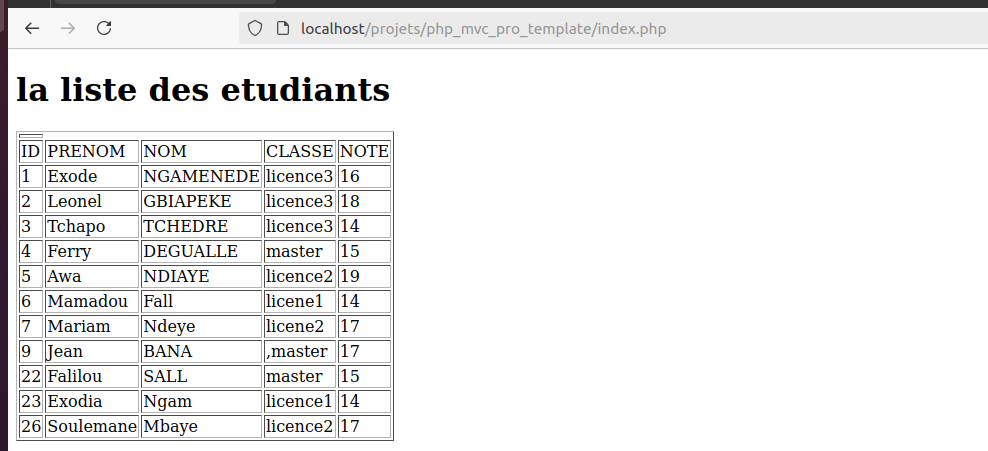 localhost/projets/php_mvc_pro_template/index.php
la liste des etudiants
ID PRENOM NOM CLASSE NOTE
1 Exode NGAMENEDE licence3 16
2 Leonel GBIAPEKE licence3 18
3 Tchapo TCHEDRE licence3 14
4 Ferry DEGUALLE master 15
5 Awa NDIAYE licence2 19
6 Mamadou Fall licene1 14
7 Mariam Ndeye licene2 17
9 Jean BANA ,master 17
22 Falilou SALL master 15
23 Exodia Ngam licence1 14
26 Soulemane Mbaye licence2 17